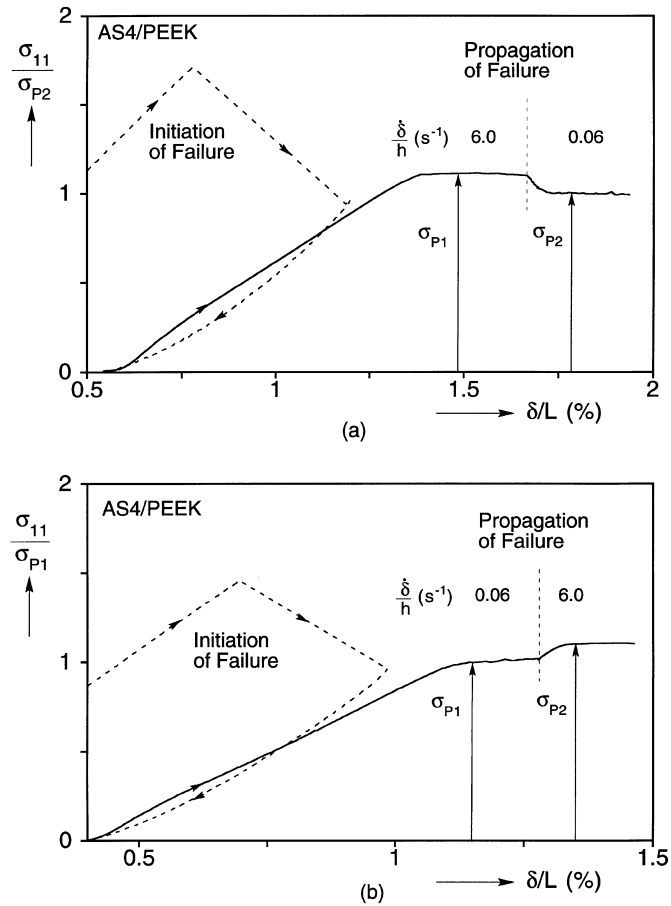 2
AS4/PEEK
σ11
σP2
Propagation
of Failure
Initiation
of Failure
δ̇/h (s-1) 6.0 0.06
1
σP1 σP2
0
0.5 1 1.5 2
δ/L (%)
(a)
2
AS4/PEEK
σ11
σP1
Propagation
of Failure
δ̇/h (s-1) 0.06 6.0
Initiation
of Failure
1
σP1 σP2
0
0.5 1 1.5
δ/L (%)
(b)